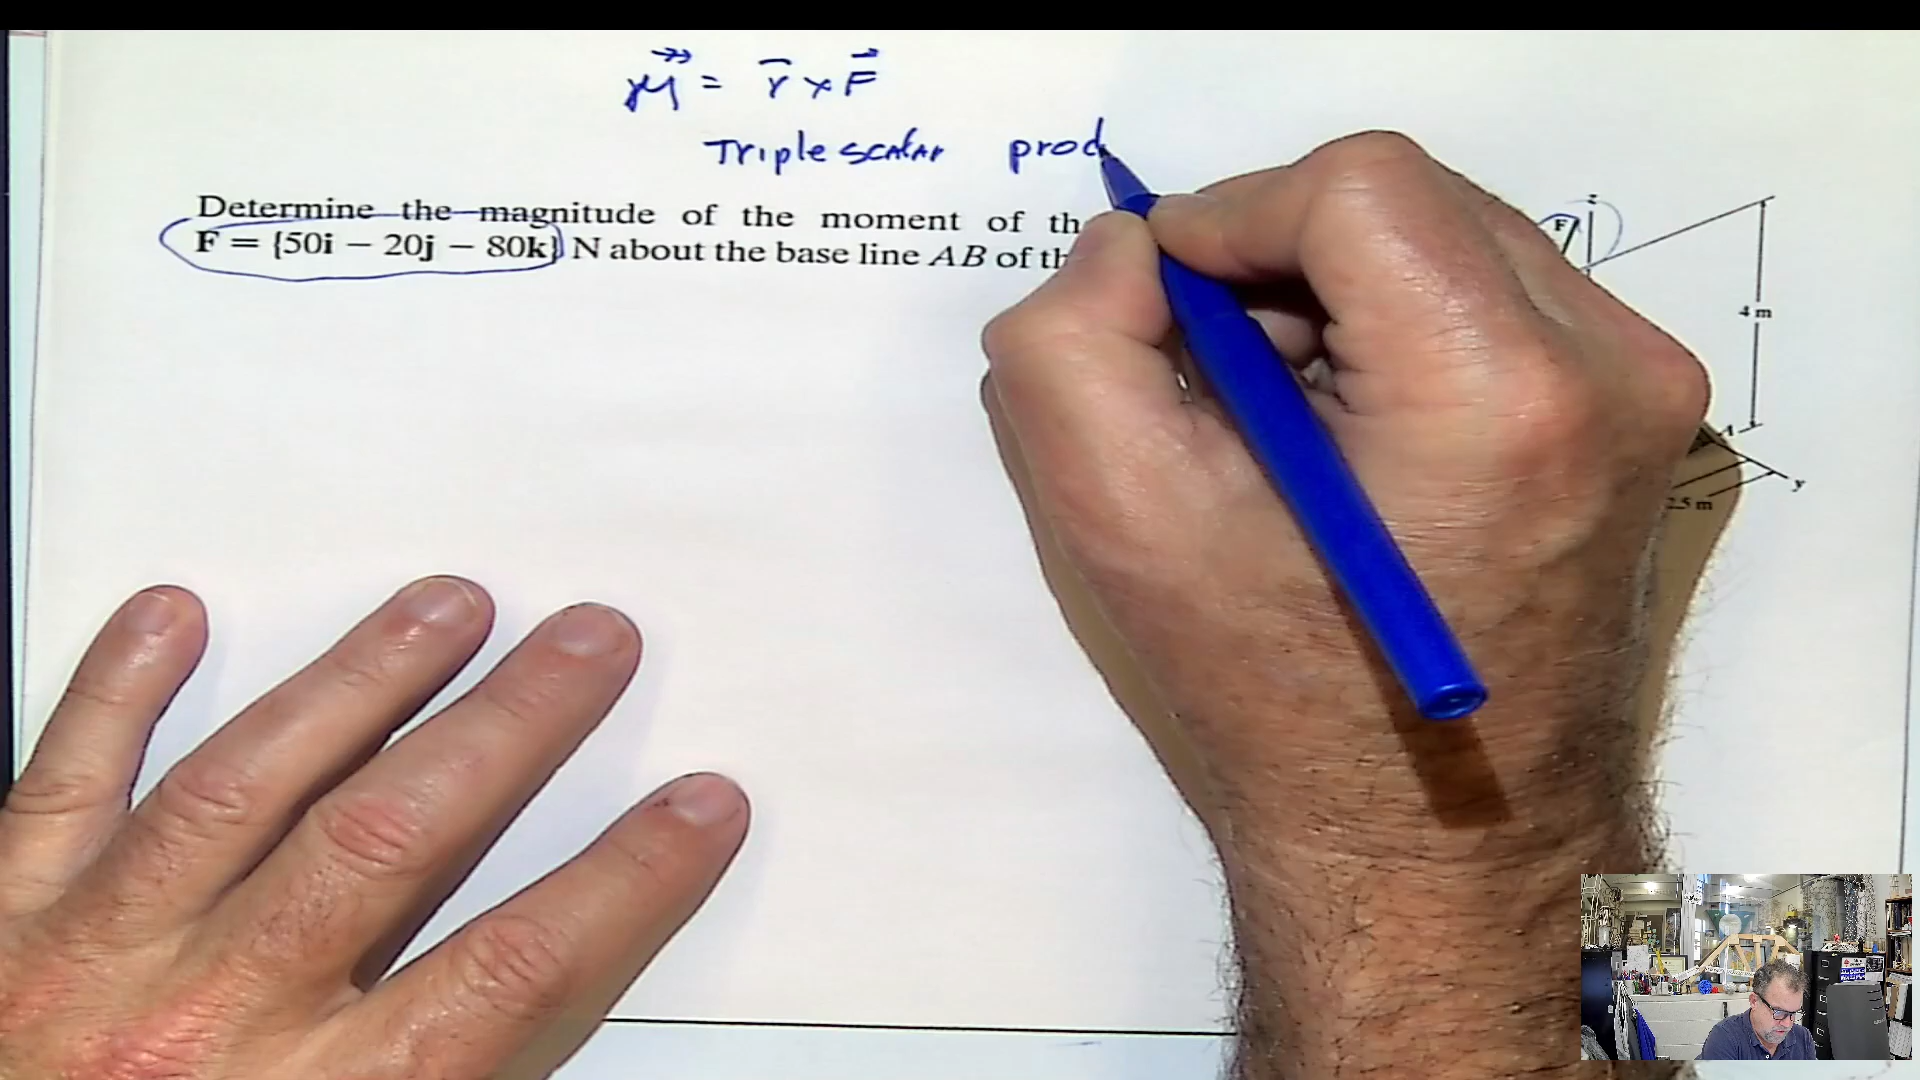 M = r × F
Triple scalar prod
Determine the magnitude of the moment of th
F = {50i − 20j − 80k} N about the base line AB of th
z
F
4 m
A
y
2.5 m